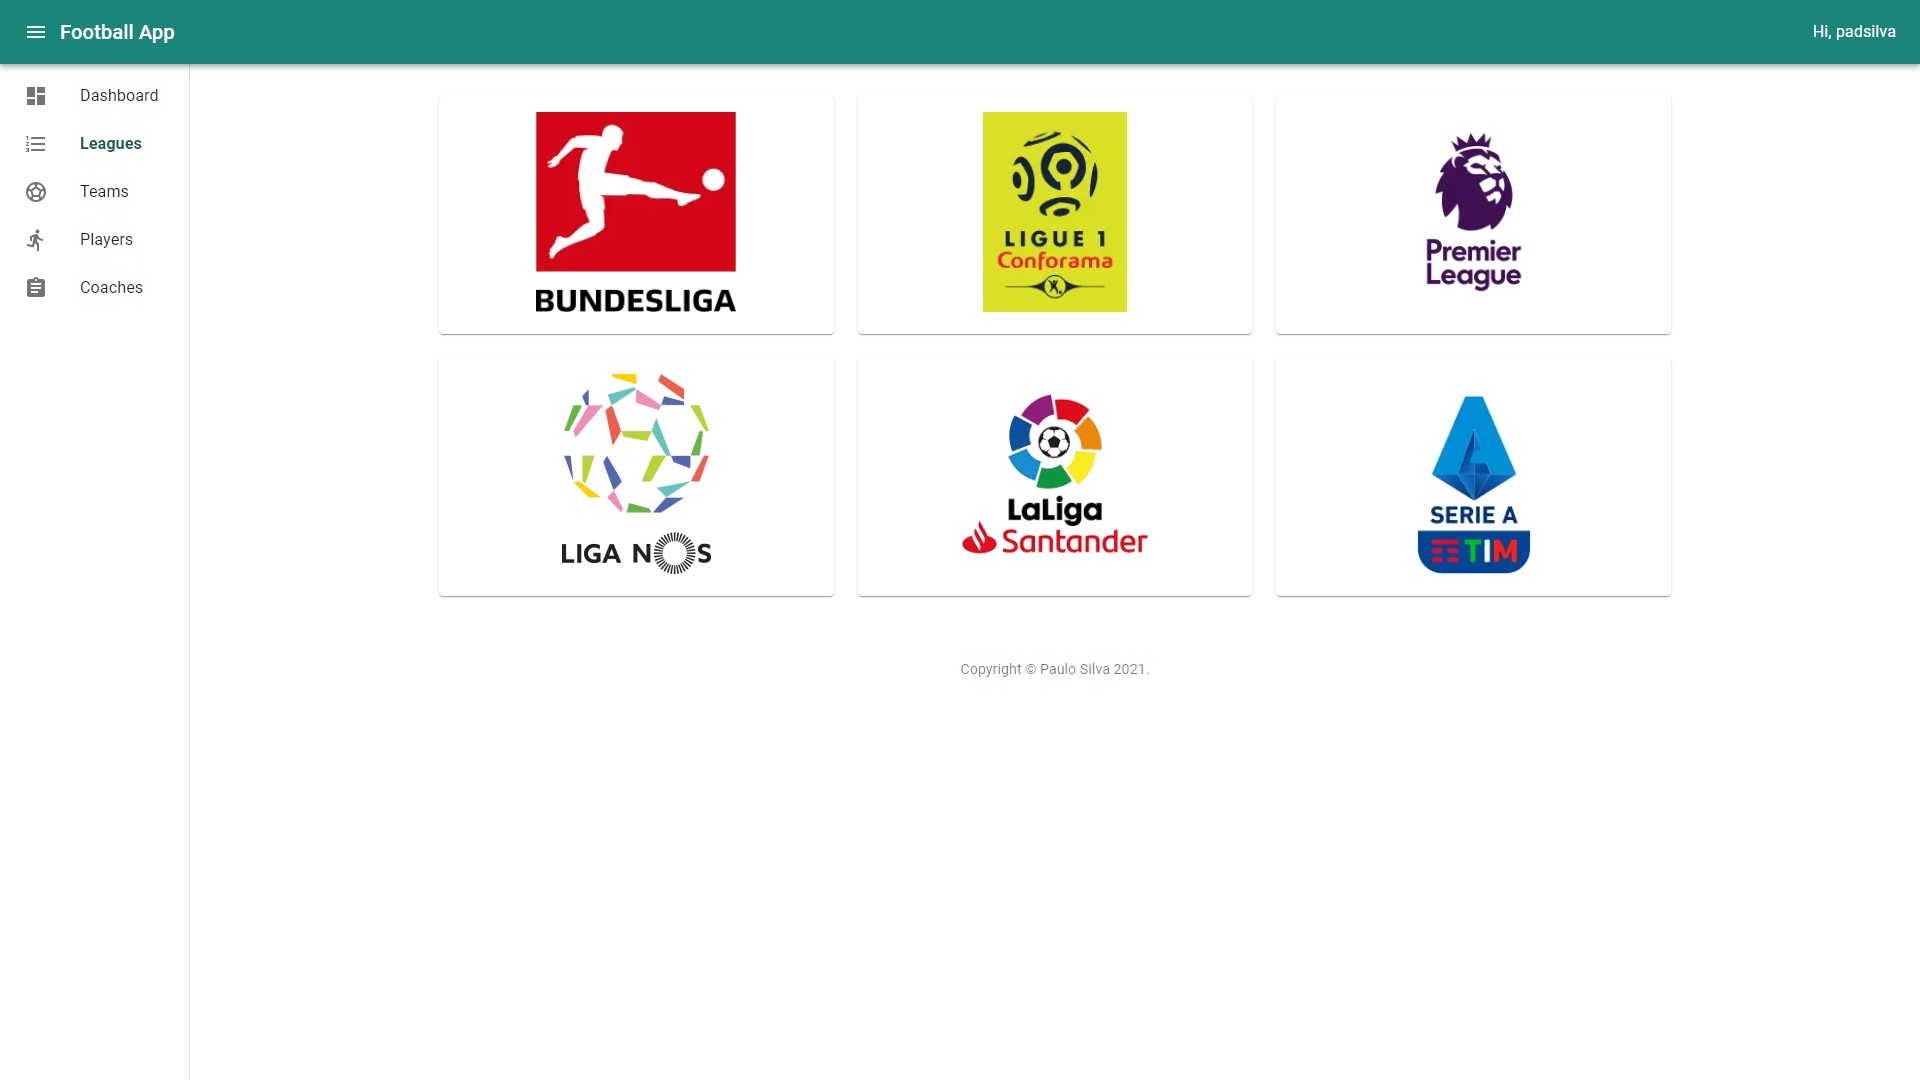 Football App
Hi, padsilva
Dashboard
Leagues
Teams
Players
Coaches
BUNDESLIGA
LIGUE 1
Conforama
Premier
League
LIGA NOS
LaLiga
Santander
SERIE A
TIM
Copyright © Paulo Silva 2021.